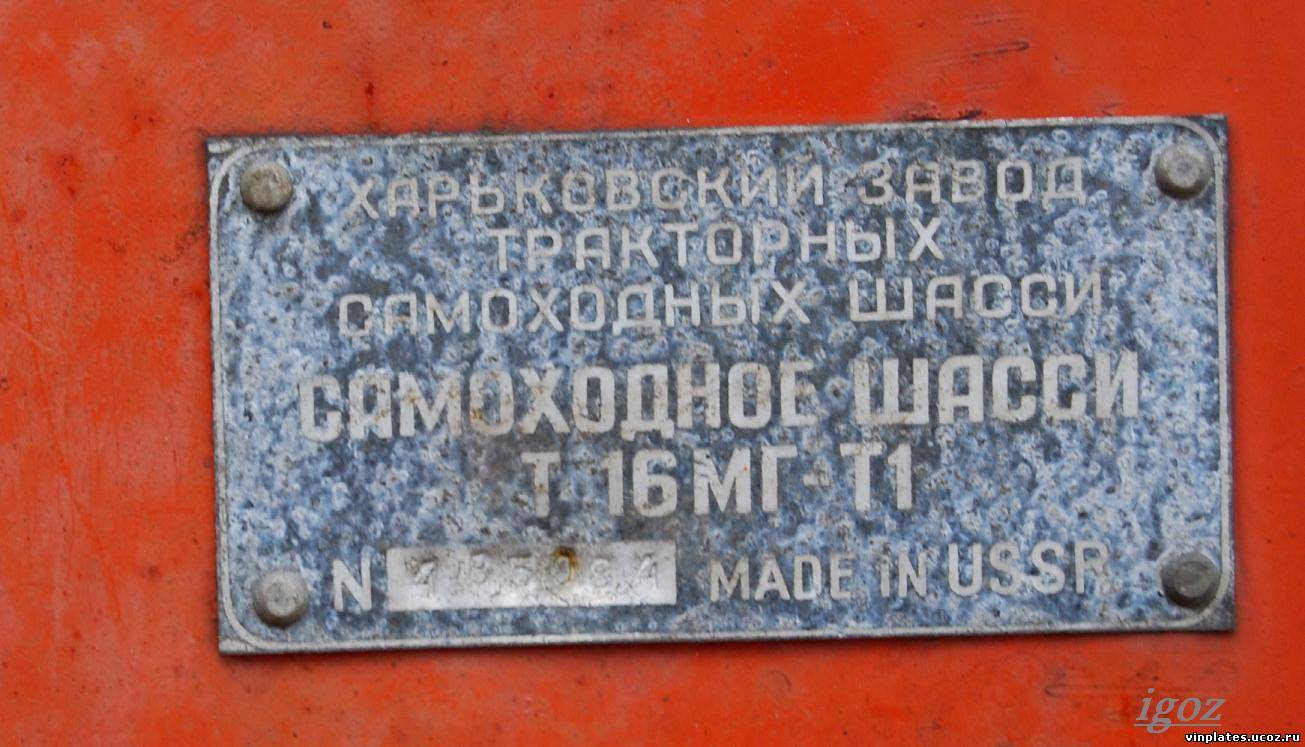 ХАРЬКОВСКИЙ ЗАВОД
ТРАКТОРНЫХ
САМОХОДНЫХ ШАССИ
САМОХОДНОЕ ШАССИ
Т 16МГ-Т1
N MADE IN USSR
igoz
vinplates.ucoz.ru